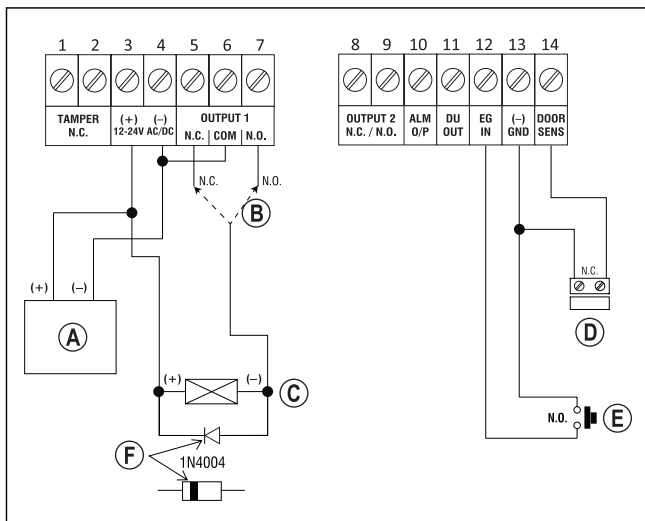 1 2 3 4 5 6 7
TAMPER N.C.
(+) (−)
12-24V AC/DC
OUTPUT 1
N.C. COM N.O.
8 9 10 11 12 13 14
OUTPUT 2 N.C. / N.O.
ALM O/P
DU OUT
EG IN
(−) GND
DOOR SENS
N.C. N.O.
B
(+) (−)
A
(+) (−)
C
F
1N4004
N.C.
D
N.O.
E